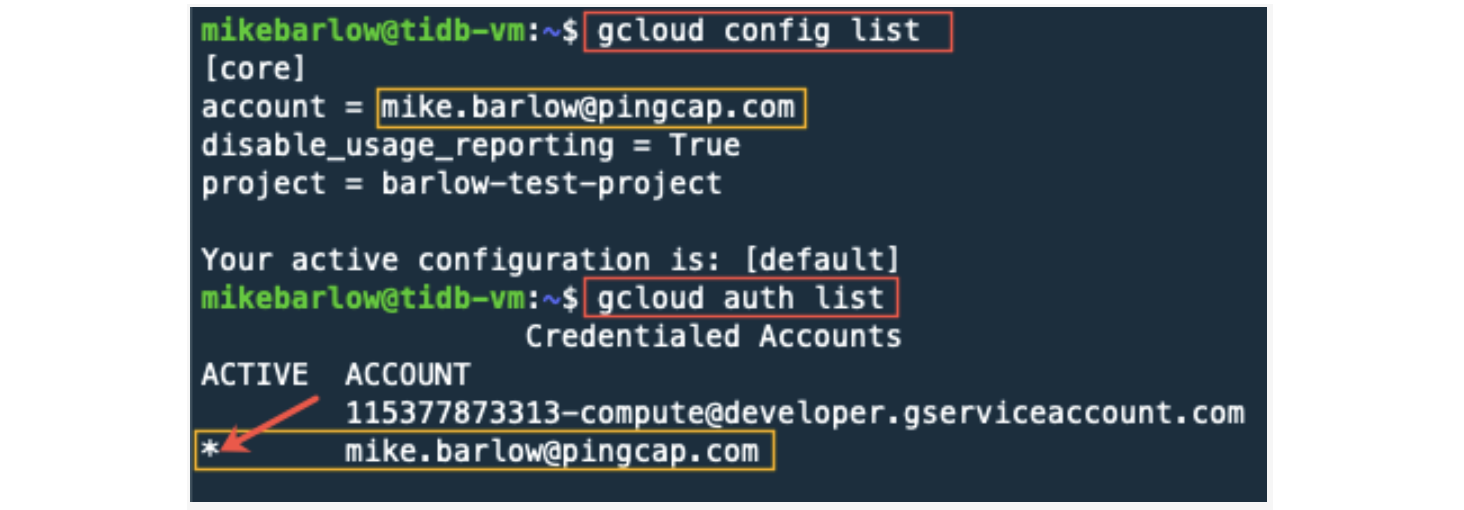 mikebarlow@tidb-vm:~$ gcloud config list
[core]
account = mike.barlow@pingcap.com
disable_usage_reporting = True
project = barlow-test-project
Your active configuration is: [default]
mikebarlow@tidb-vm:~$ gcloud auth list
Credentialed Accounts
ACTIVE ACCOUNT
115377873313-compute@developer.gserviceaccount.com
* mike.barlow@pingcap.com